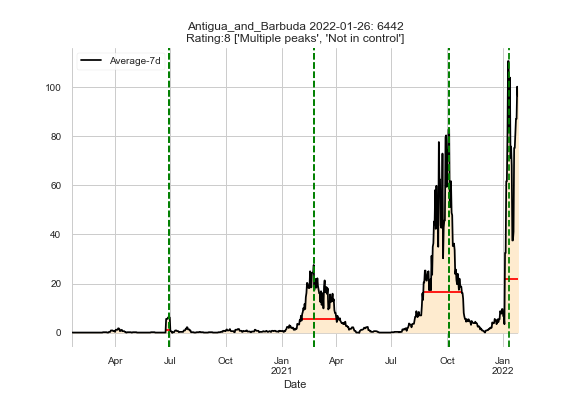 Antigua_and_Barbuda 2022-01-26: 6442
Rating:8 ['Multiple peaks', 'Not in control']
Average-7d
100
80
60
40
20
0
Apr Jul Oct Jan Apr Jul Oct Jan
2021 2022
Date